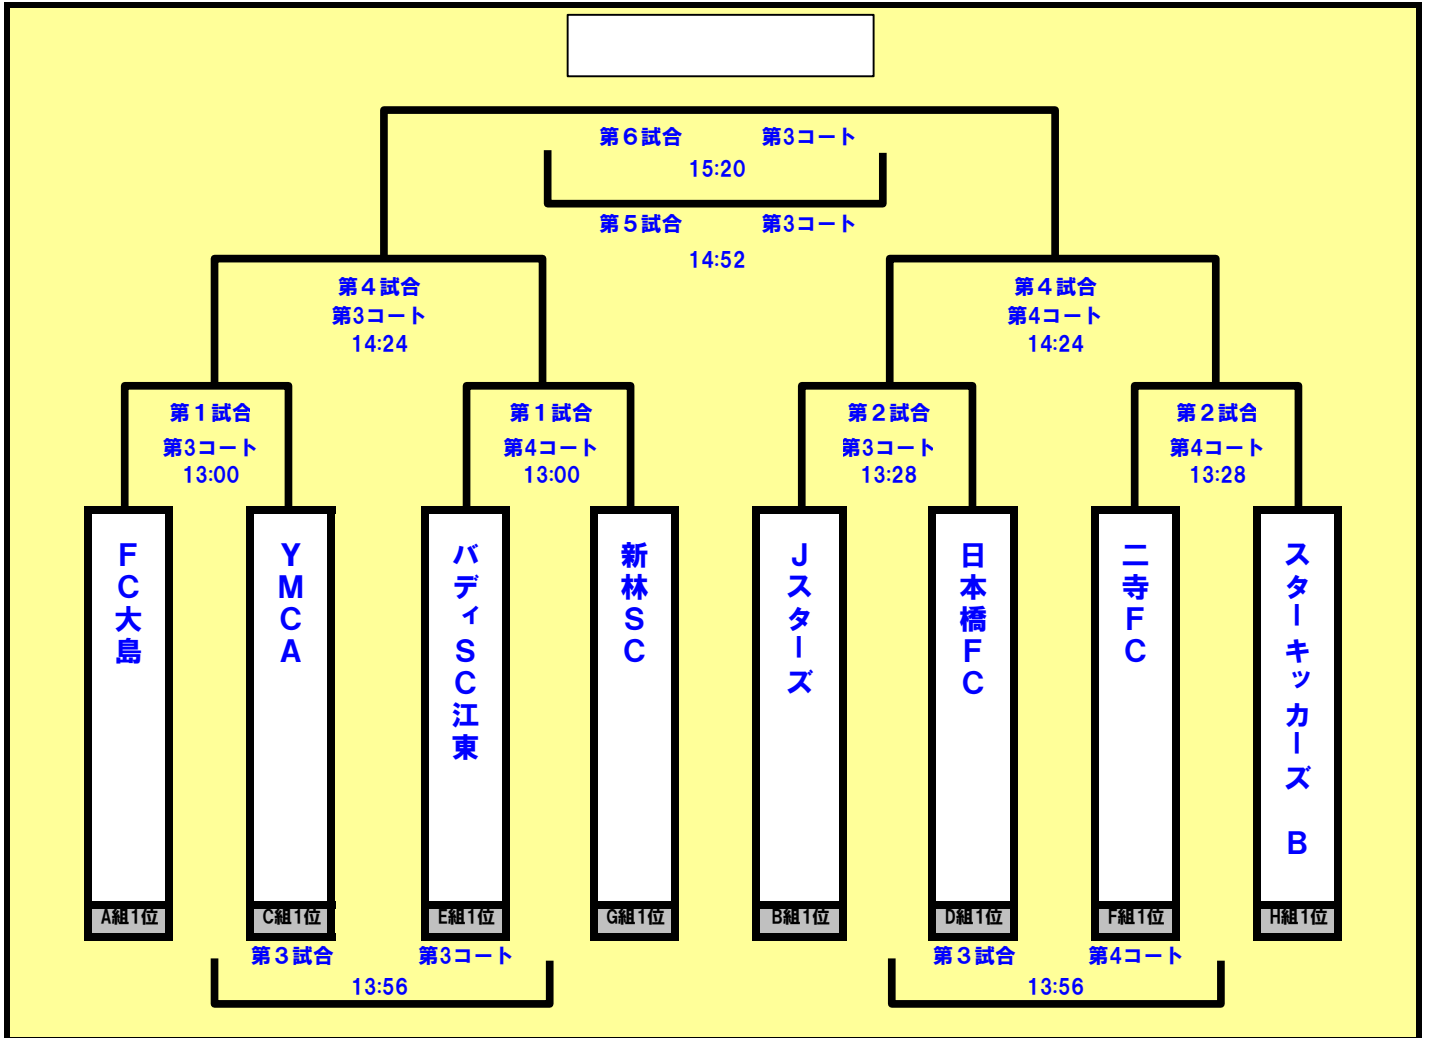 第６試合　第3コート
15:20
第５試合　第3コート
14:52
第４試合
第3コート
14:24
第４試合
第4コート
14:24
第１試合
第3コート
13:00
第１試合
第4コート
13:00
第２試合
第3コート
13:28
第２試合
第4コート
13:28
ＦＣ大島
ＹＭＣＡ
バディＳＣ江東
新林ＳＣ
Ｊスターズ
日本橋ＦＣ
二寺ＦＣ
スターキッカーズ　Ｂ
A組1位
C組1位
E組1位
G組1位
B組1位
D組1位
F組1位
H組1位
第３試合　第3コート
13:56
第３試合　第4コート
13:56